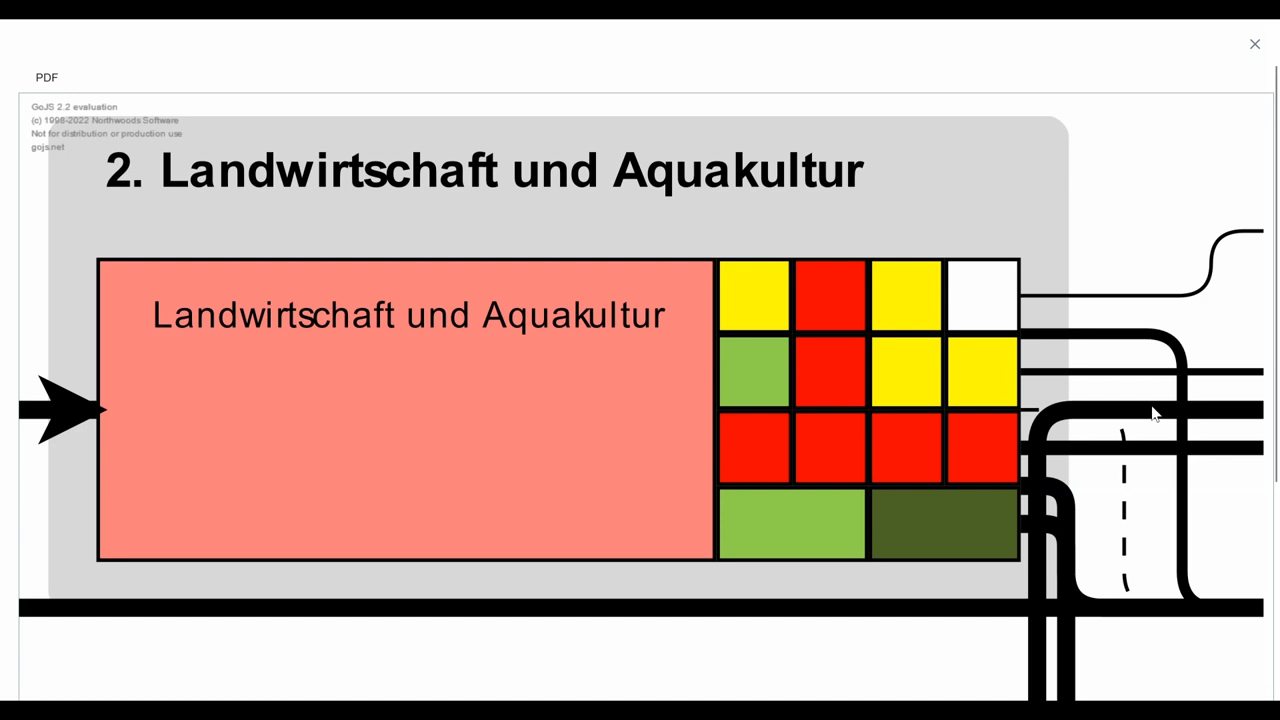 PDF
GoJS 2.2 evaluation
(c) 1998-2022 Northwoods Software
Not for distribution or production use
gojs.net
2. Landwirtschaft und Aquakultur
Landwirtschaft und Aquakultur